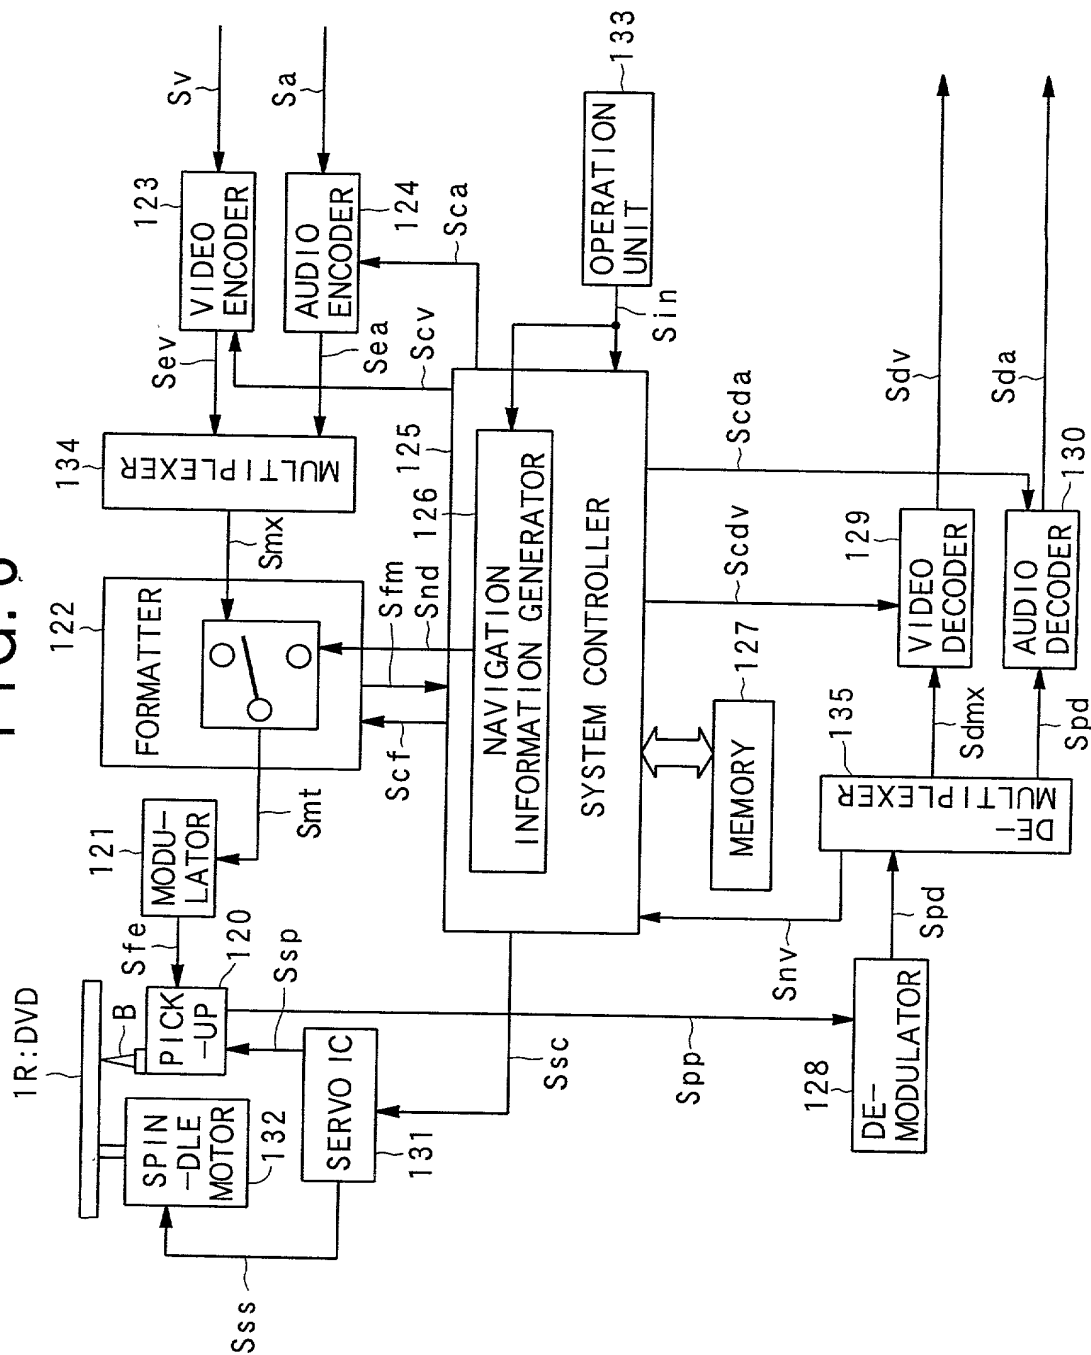 1R:DVD
B
SPIN
-DLE
MOTOR
132
Sss
PICK
-UP
120
Sfe
Ssp
SERVO IC
131
Ssc
Spp
MODU-
LATOR
121
Smt
FORMATTER
122
Smx
MULTIPLEXER
134
Sev
Sea
VIDEO
ENCODER
123
Sv
AUDIO
ENCODER
124
Sa
Scv
Sca
Scf
Sfm
Snd
NAVIGATION
INFORMATION GENERATOR
126
SYSTEM CONTROLLER
125
OPERATION
UNIT
133
Sin
MEMORY
127
Scdv
Scda
Snv
DE-
MODULATOR
128
Spd
DE-
MULTIPLEXER
135
Sdmx
Spd
VIDEO
DECODER
129
Sdv
AUDIO
DECODER
130
Sda